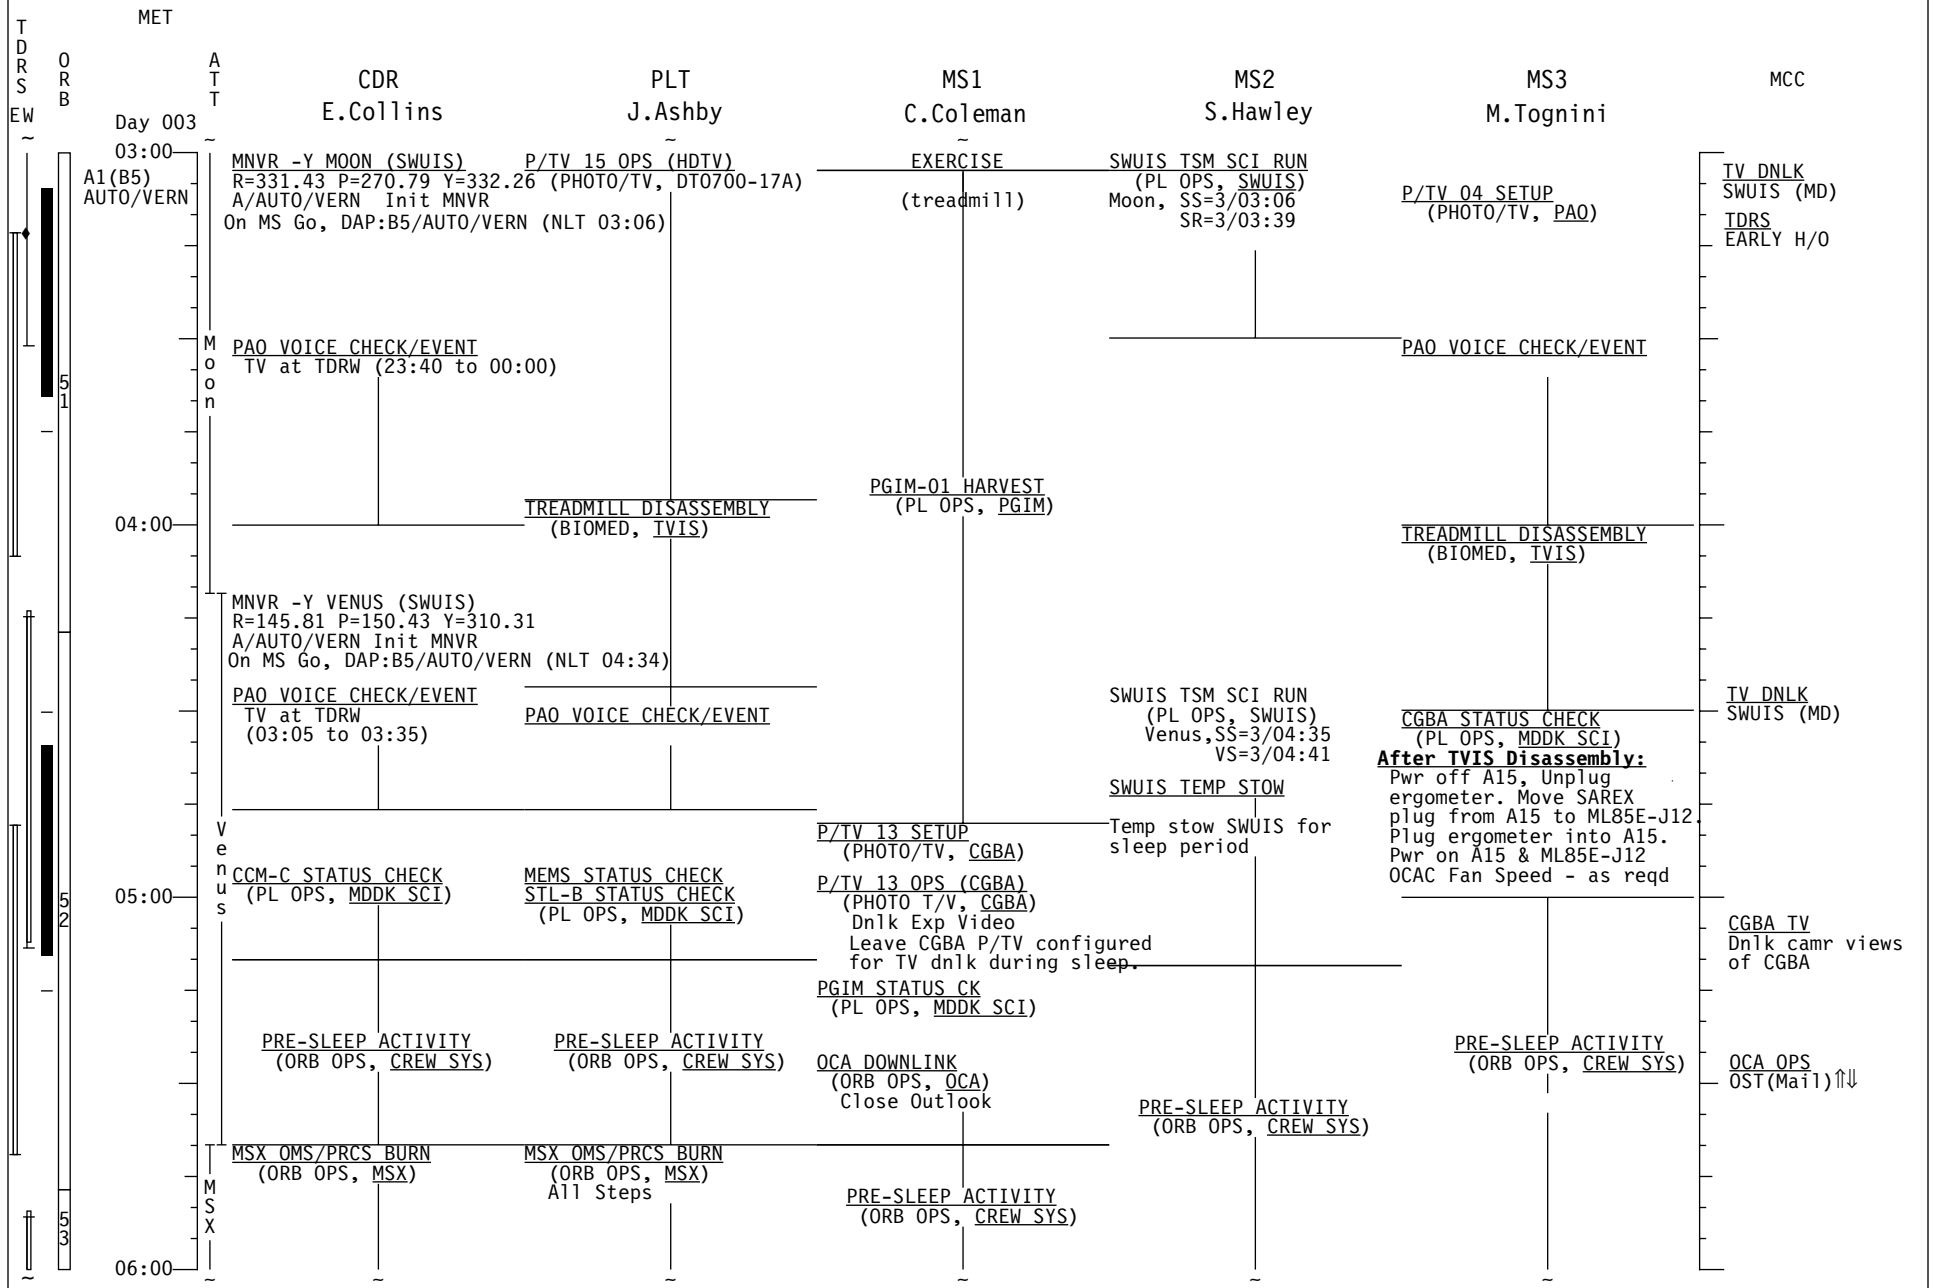 MET
TDRS
EW
ORB
ATT
CDR
E.Collins
PLT
J.Ashby
MS1
C.Coleman
MS2
S.Hawley
MS3
M.Tognini
MCC
Day 003
~ ~ ~ ~
03:00
A1(B5)
AUTO/VERN
04:00
05:00
06:00
51
52
53
Moon
Venus
MSX
MNVR -Y MOON (SWUIS)
R=331.43 P=270.79 Y=332.26
A/AUTO/VERN Init MNVR
On MS Go, DAP:B5/AUTO/VERN (NLT 03:06)
PAO VOICE CHECK/EVENT
TV at TDRW (23:40 to 00:00)
MNVR -Y VENUS (SWUIS)
R=145.81 P=150.43 Y=310.31
A/AUTO/VERN Init MNVR
On MS Go, DAP:B5/AUTO/VERN (NLT 04:34)
PAO VOICE CHECK/EVENT
TV at TDRW
(03:05 to 03:35)
CCM-C STATUS CHECK
(PL OPS, MDDK SCI)
PRE-SLEEP ACTIVITY
(ORB OPS, CREW SYS)
MSX OMS/PRCS BURN
(ORB OPS, MSX)
P/TV 15 OPS (HDTV)
(PHOTO/TV, DTO700-17A)
TREADMILL DISASSEMBLY
(BIOMED, TVIS)
PAO VOICE CHECK/EVENT
MEMS STATUS CHECK
STL-B STATUS CHECK
(PL OPS, MDDK SCI)
PRE-SLEEP ACTIVITY
(ORB OPS, CREW SYS)
MSX OMS/PRCS BURN
(ORB OPS, MSX)
All Steps
EXERCISE
(treadmill)
PGIM-01 HARVEST
(PL OPS, PGIM)
P/TV 13 SETUP
(PHOTO/TV, CGBA)
P/TV 13 OPS (CGBA)
(PHOTO T/V, CGBA)
Dnlk Exp Video
Leave CGBA P/TV configured
for TV dnlk during sleep.
PGIM STATUS CK
(PL OPS, MDDK SCI)
OCA DOWNLINK
(ORB OPS, OCA)
Close Outlook
PRE-SLEEP ACTIVITY
(ORB OPS, CREW SYS)
SWUIS TSM SCI RUN
(PL OPS, SWUIS)
Moon, SS=3/03:06
SR=3/03:39
SWUIS TSM SCI RUN
(PL OPS, SWUIS)
Venus,SS=3/04:35
VS=3/04:41
SWUIS TEMP STOW
Temp stow SWUIS for
sleep period
PRE-SLEEP ACTIVITY
(ORB OPS, CREW SYS)
P/TV 04 SETUP
(PHOTO/TV, PAO)
PAO VOICE CHECK/EVENT
TREADMILL DISASSEMBLY
(BIOMED, TVIS)
CGBA STATUS CHECK
(PL OPS, MDDK SCI)
After TVIS Disassembly:
Pwr off A15, Unplug
ergometer. Move SAREX
plug from A15 to ML85E-J12.
Plug ergometer into A15.
Pwr on A15 & ML85E-J12
OCAC Fan Speed - as reqd
PRE-SLEEP ACTIVITY
(ORB OPS, CREW SYS)
TV DNLK
SWUIS (MD)
TDRS
EARLY H/O
TV DNLK
SWUIS (MD)
CGBA TV
Dnlk camr views
of CGBA
OCA OPS
OST(Mail)⇑⇓
~ ~ ~ ~ ~ ~ ~